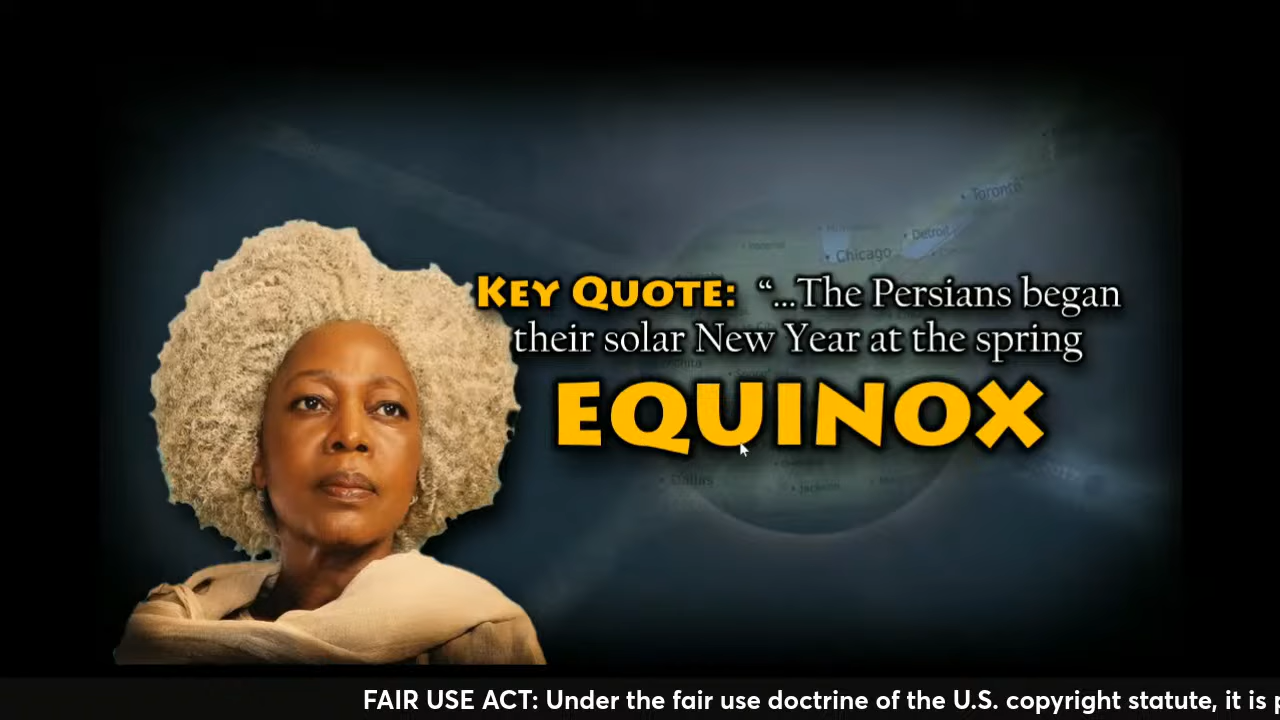 Toronto
Detroit
Chicago
KEY QUOTE: “...The Persians began
their solar New Year at the spring
EQUINOX
Dallas
Jackson
FAIR USE ACT: Under the fair use doctrine of the U.S. copyright statute, it is